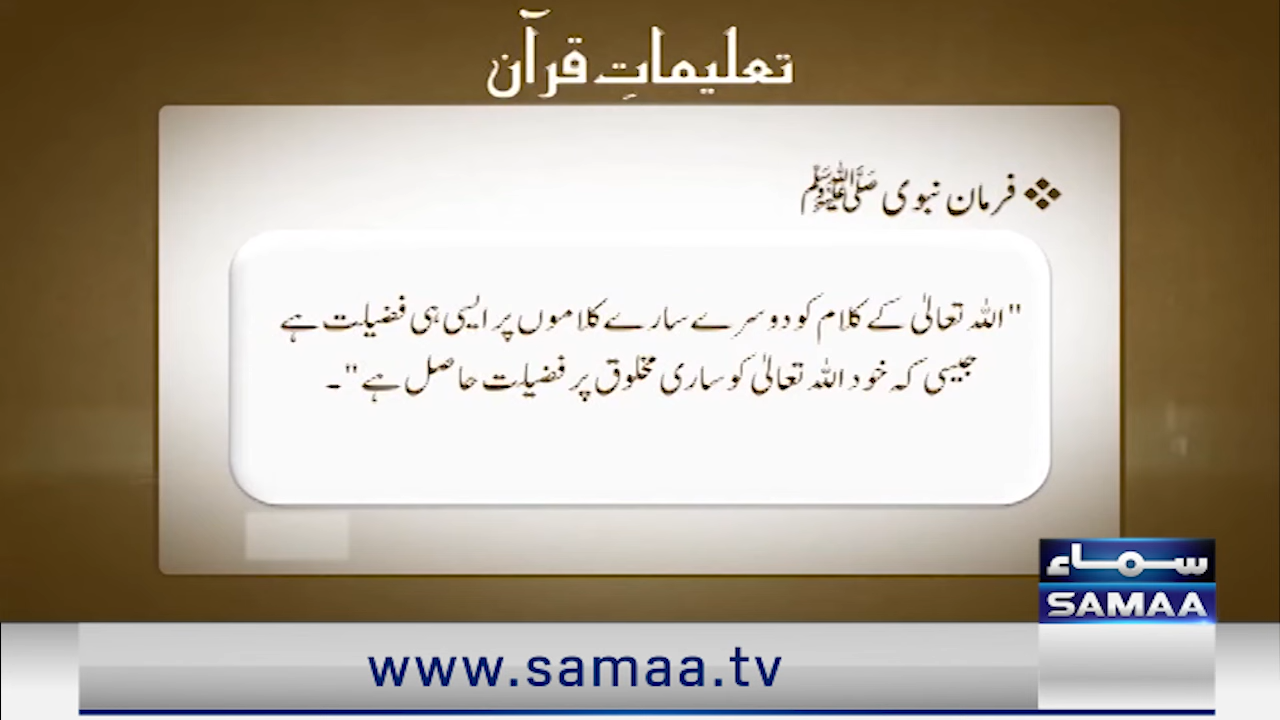 تعلیماتِ قرآن
❖ فرمان نبوی ﷺ
"اللہ تعالیٰ کے کلام کو دوسرے سارے کلاموں پر ایسی ہی فضیلت ہے
جیسی کہ خود اللہ تعالیٰ کو ساری مخلوق پر فضیلت حاصل ہے"۔
سماء
SAMAA
www.samaa.tv